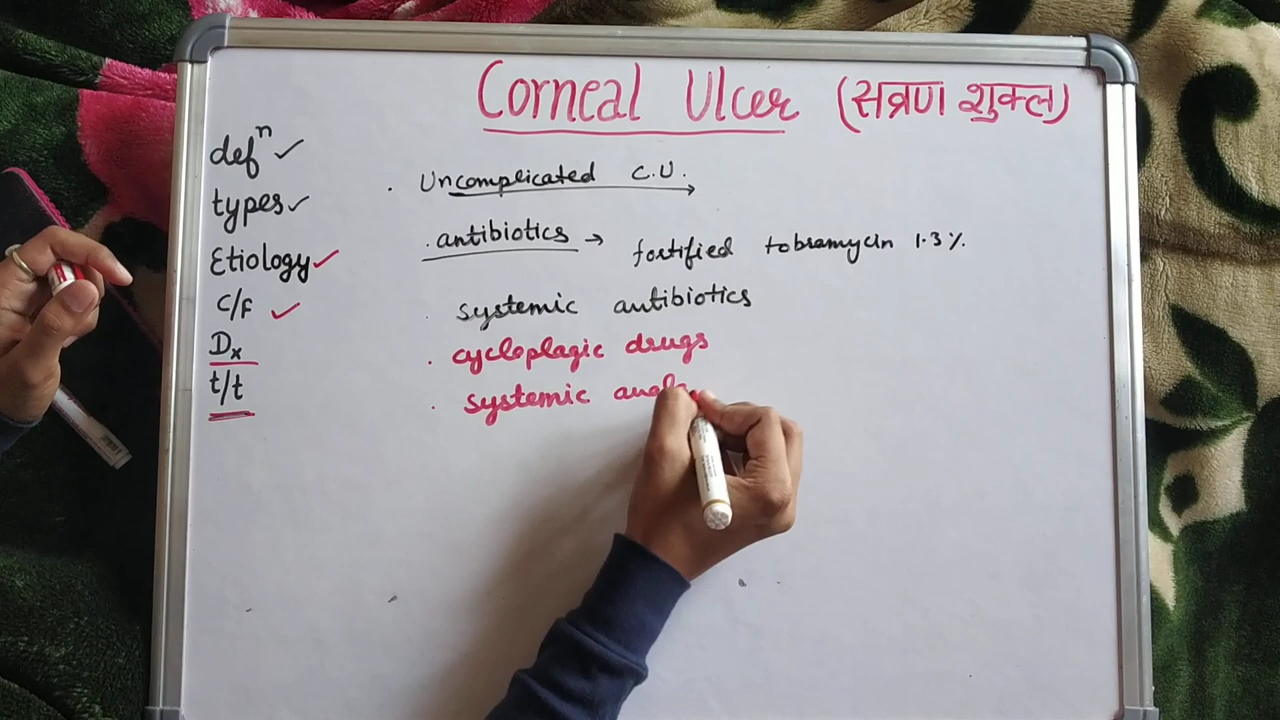 Corneal Ulcer (सव्रण शुक्ल)
defⁿ ✓
types ✓
Etiology ✓
C/F ✓
Dx
t/t
. Uncomplicated C.U.
. antibiotics → fortified tobramycin 1.3%
. systemic antibiotics
. cycloplagic drugs
. systemic